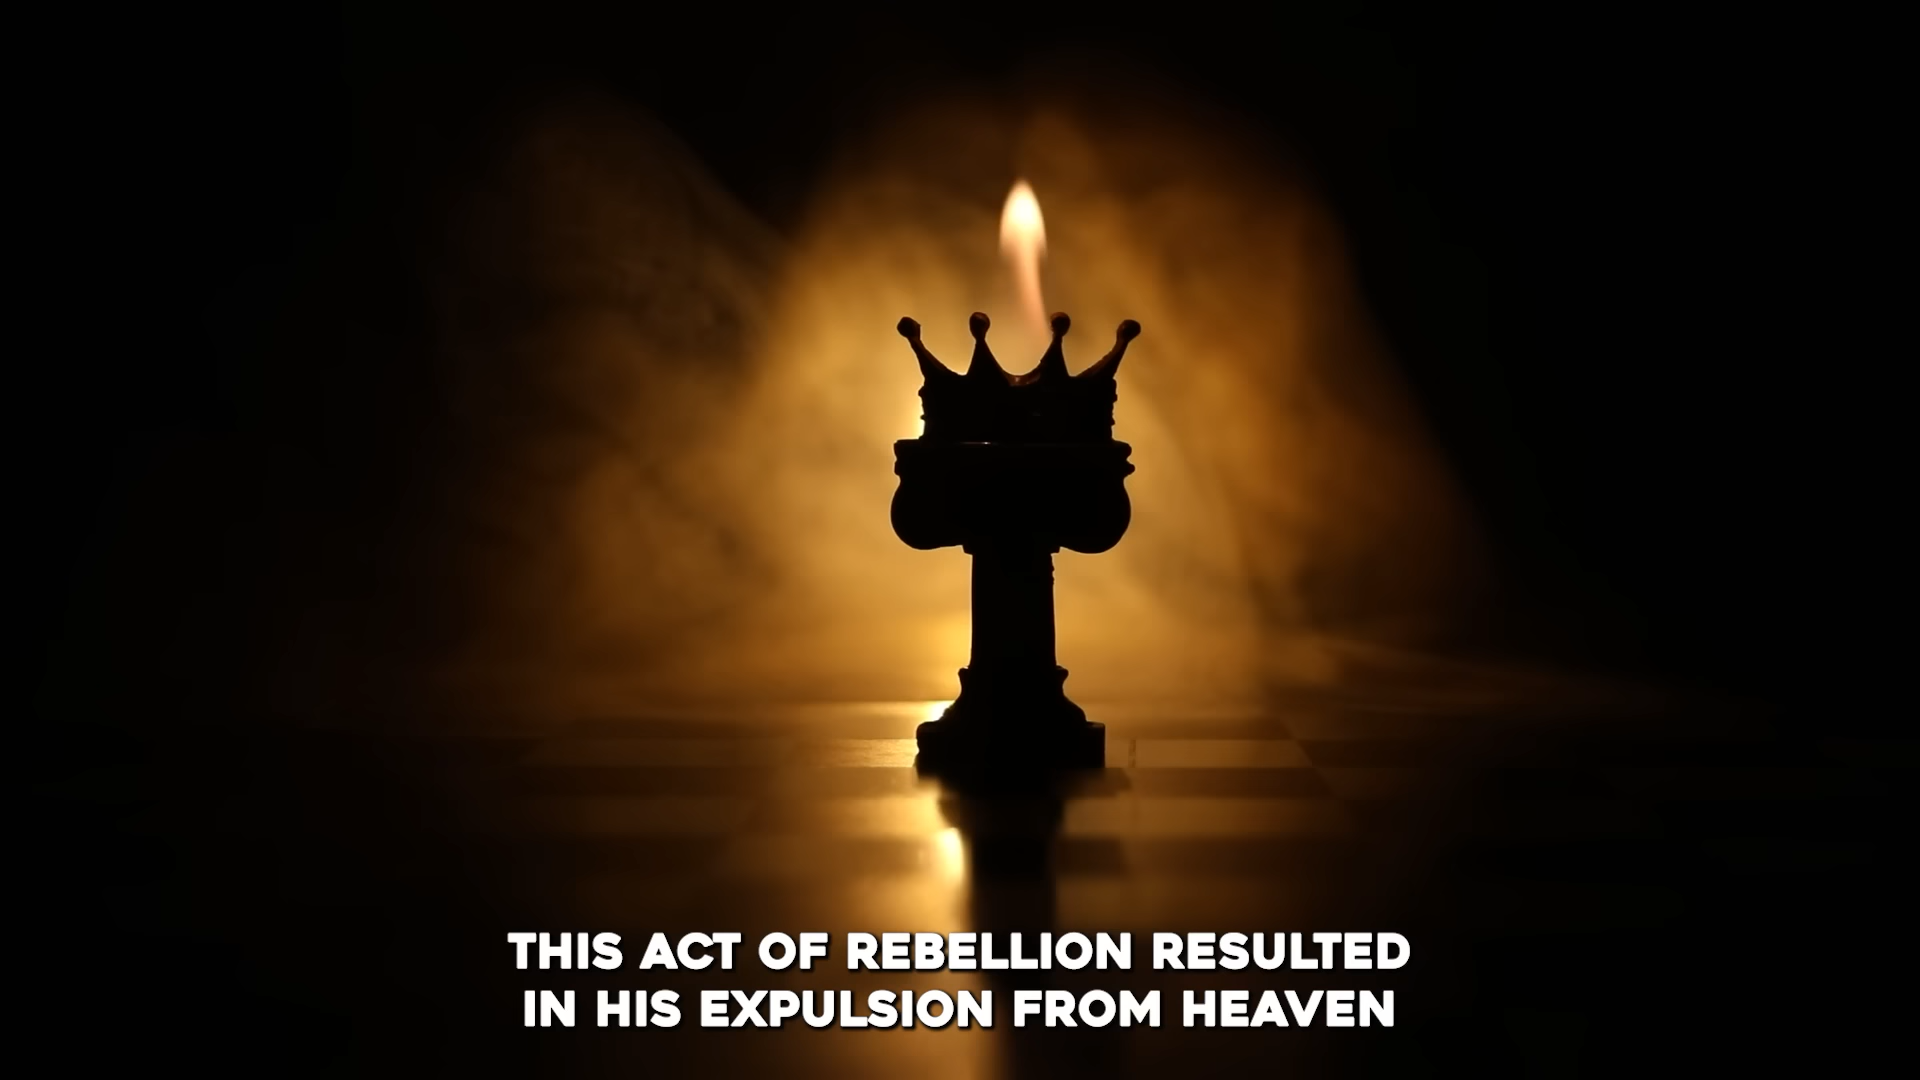 THIS ACT OF REBELLION RESULTED
IN HIS EXPULSION FROM HEAVEN